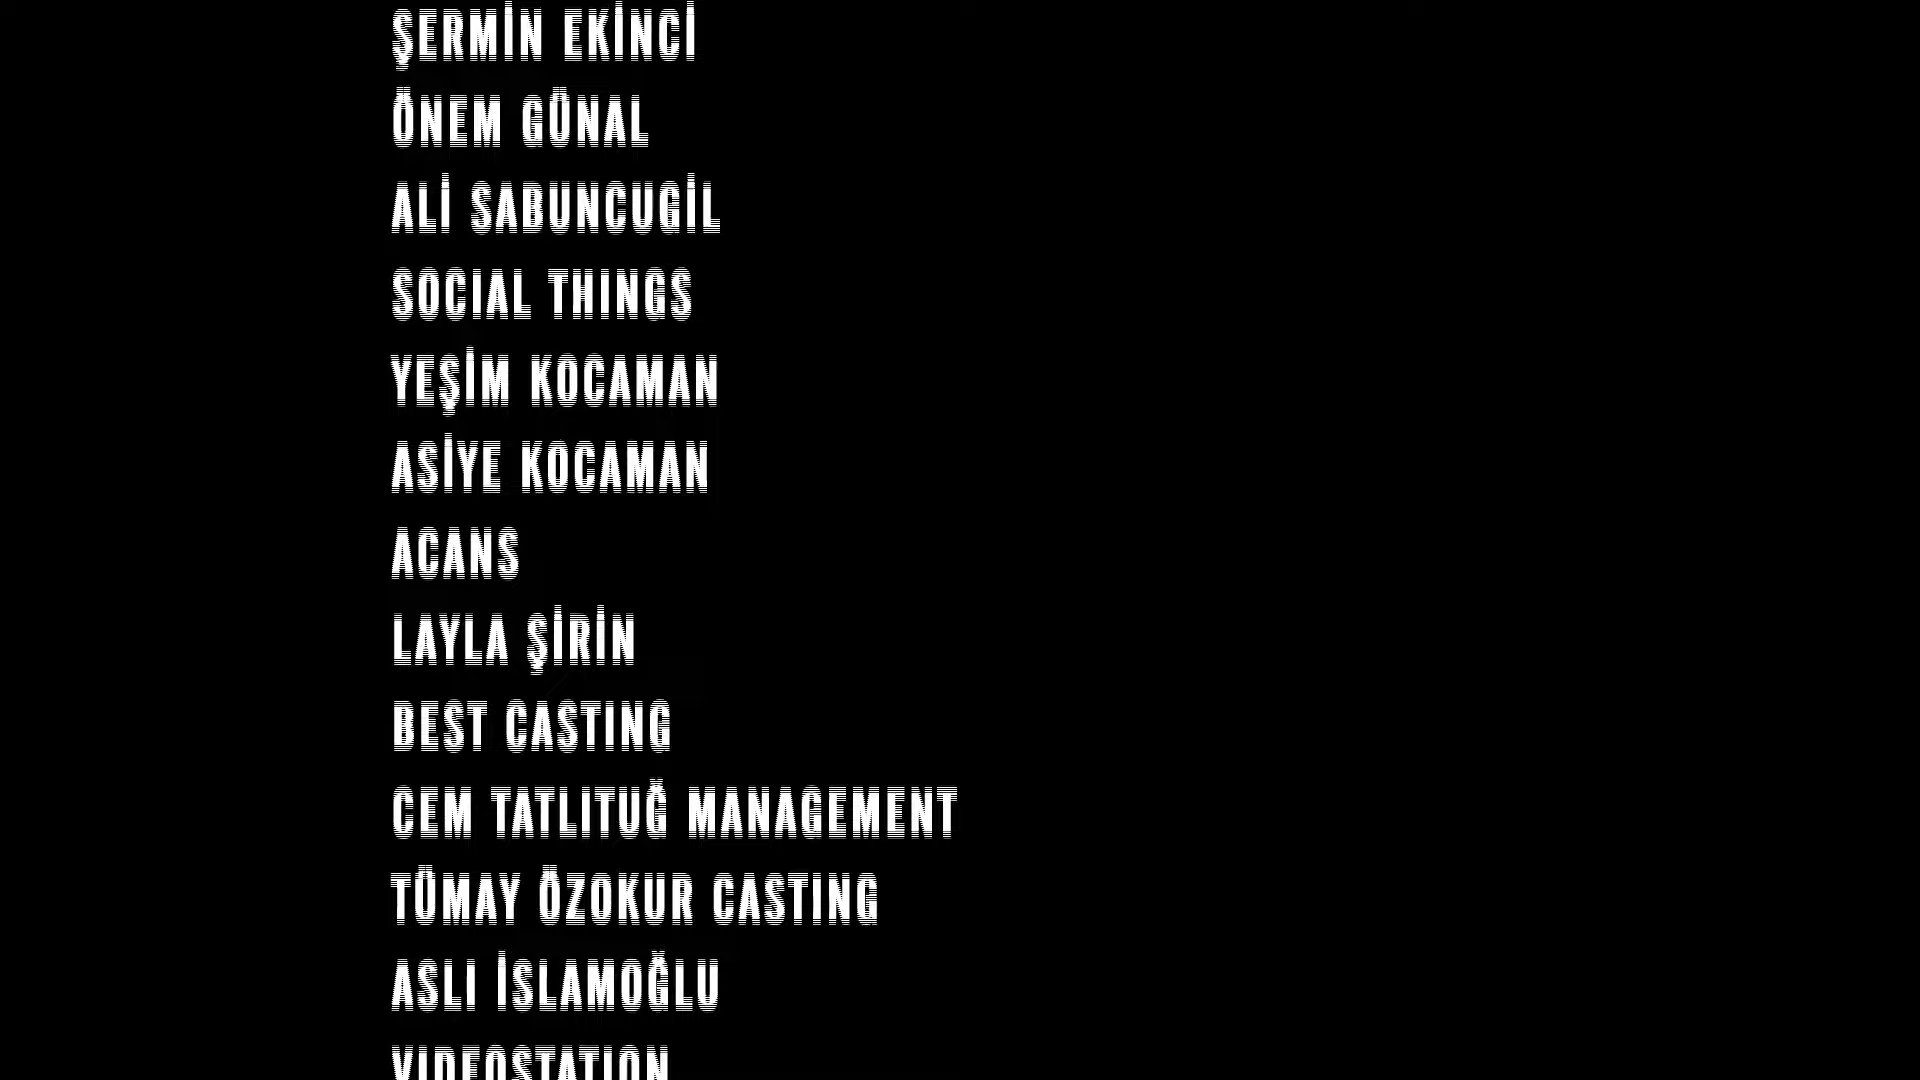 ŞERMİN EKİNCİ
ÖNEM GÜNAL
ALİ SABUNCUGİL
SOCIAL THINGS
YEŞİM KOCAMAN
ASİYE KOCAMAN
ACANS
LAYLA ŞİRİN
BEST CASTING
CEM TATLITUĞ MANAGEMENT
TÜMAY ÖZOKUR CASTING
ASLI İSLAMOĞLU
VIDEOSTATION